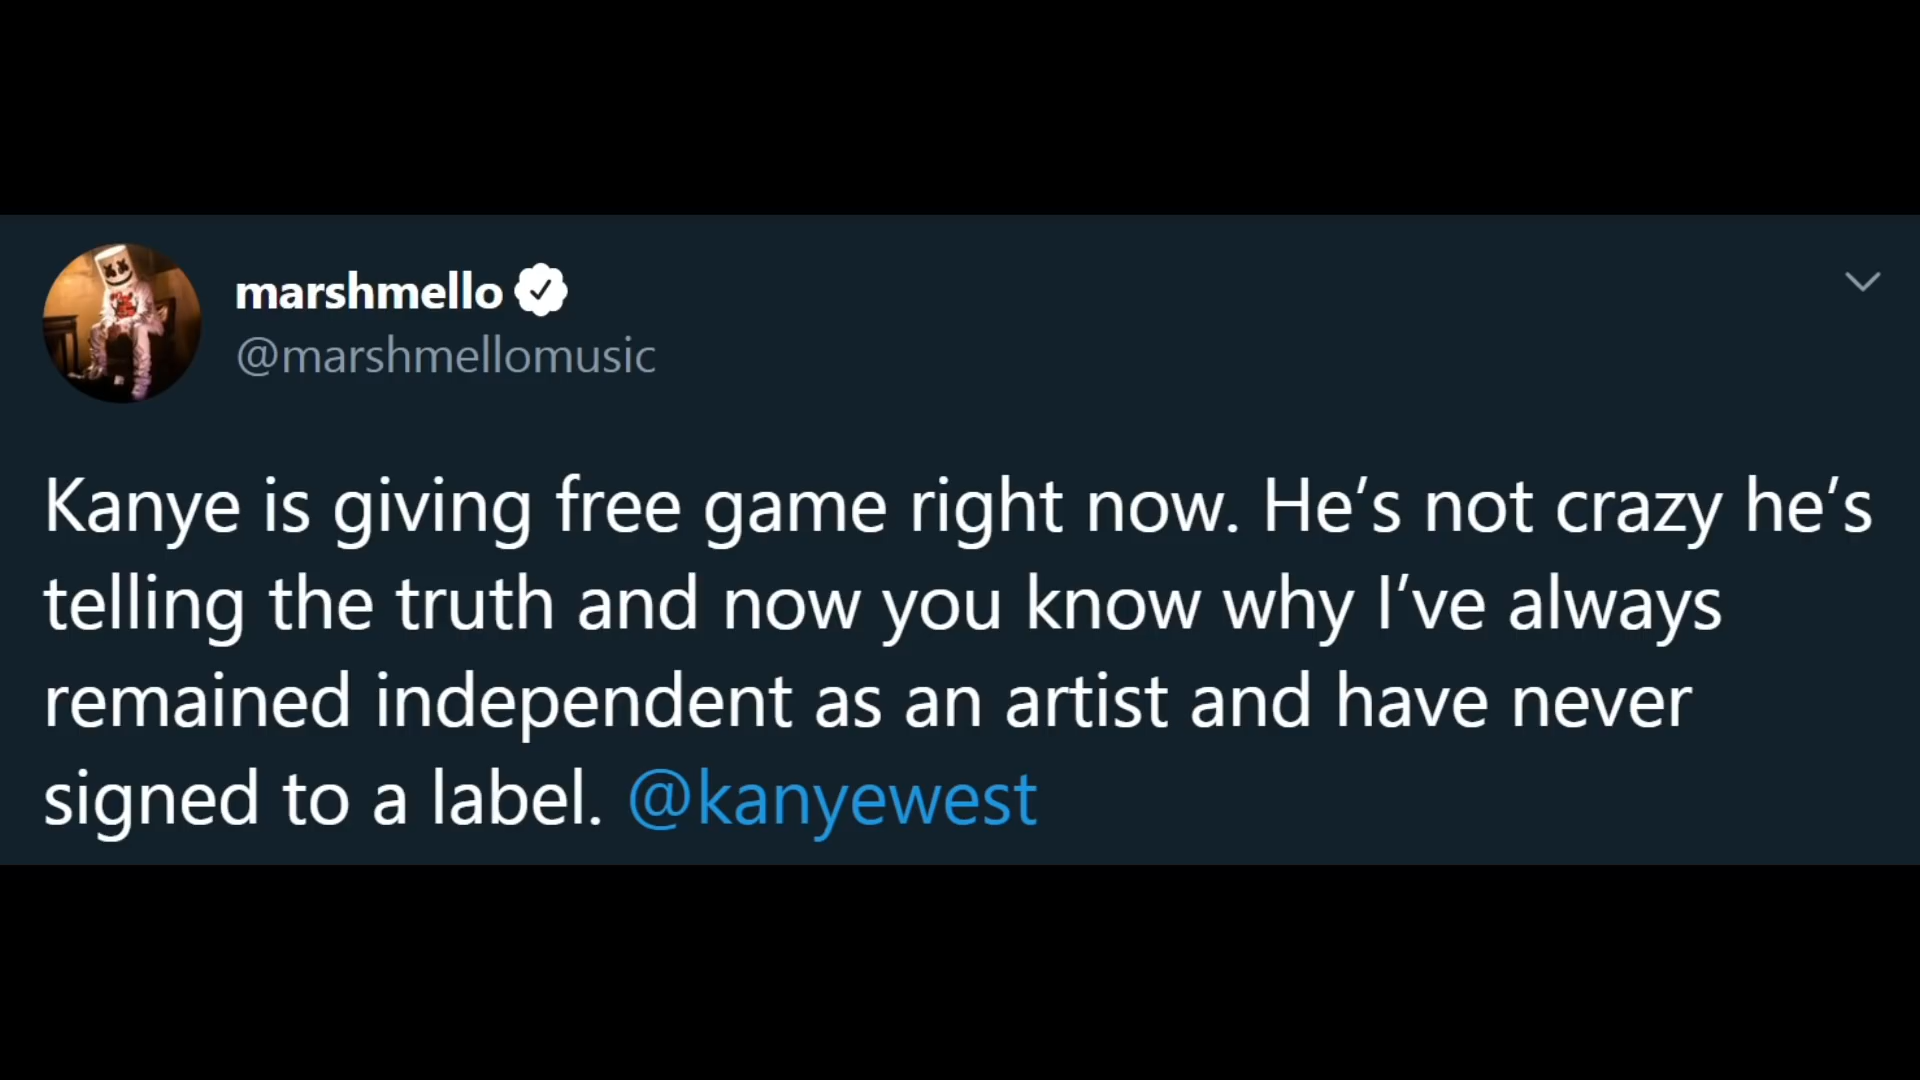 marshmello
@marshmellomusic
Kanye is giving free game right now. He’s not crazy he’s
telling the truth and now you know why I’ve always
remained independent as an artist and have never
signed to a label. @kanyewest